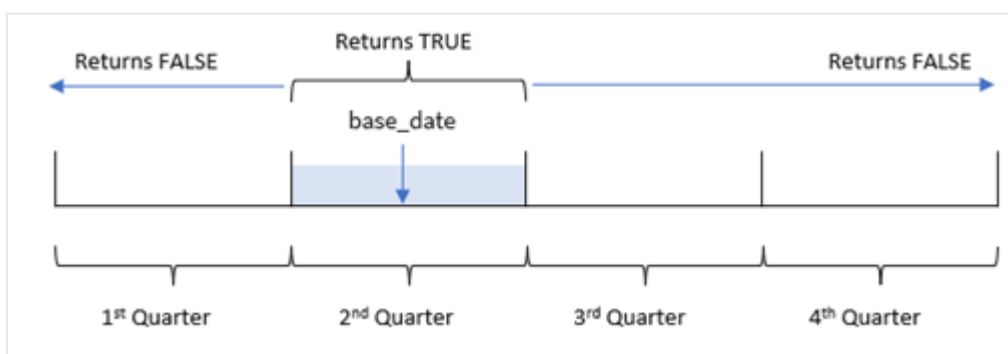 Returns TRUE
Returns FALSE
Returns FALSE
base_date
1st Quarter
2nd Quarter
3rd Quarter
4th Quarter